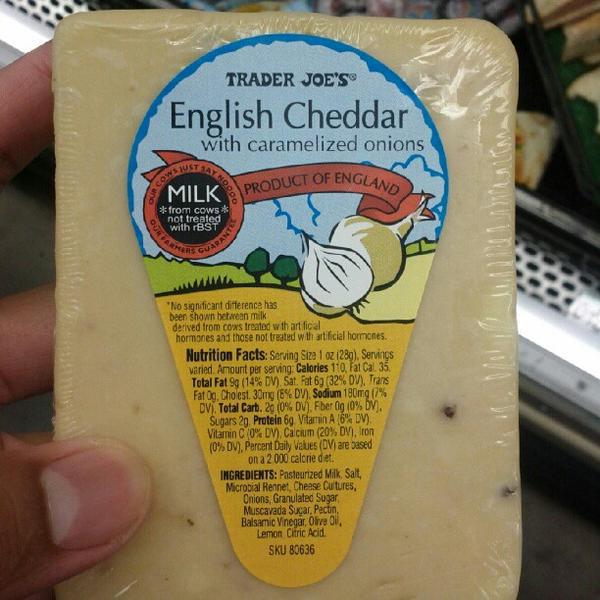 TRADER JOE'S®
English Cheddar
with caramelized onions
PRODUCT OF ENGLAND
OUR COWS JUST SAY NOOOO
MILK
*from cows*
not treated
with rBST
OUR FARMERS GUARANTEE
*No significant difference has
been shown between milk
derived from cows treated with artificial
hormones and those not treated with artificial hormones.
Nutrition Facts: Serving Size 1 oz (28g), Servings
varied. Amount per serving: Calories 110, Fat Cal. 35.
Total Fat 9g (14% DV), Sat. Fat 6g (32% DV), Trans
Fat 0g, Cholest. 30mg (8% DV), Sodium 180mg (7%
DV), Total Carb. 2g (0% DV), Fiber 0g (0% DV),
Sugars 2g, Protein 6g, Vitamin A (6% DV),
Vitamin C (0% DV), Calcium (20% DV), Iron
(0% DV), Percent Daily Values (DV) are based
on a 2,000 calorie diet.
INGREDIENTS: Pasteurized Milk, Salt,
Microbial Rennet, Cheese Cultures,
Onions, Granulated Sugar,
Muscavada Sugar, Pectin,
Balsamic Vinegar, Olive Oil,
Lemon, Citric Acid.
SKU 80636